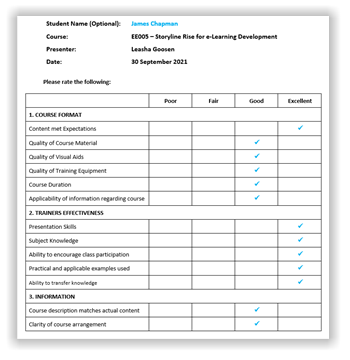 Student Name (Optional): James Chapman
Course: EE005 – Storyline Rise for e-Learning Development
Presenter: Leasha Goosen
Date: 30 September 2021
Please rate the following:
Poor Fair Good Excellent
1. COURSE FORMAT
Content met Expectations ✓
Quality of Course Material ✓
Quality of Visual Aids ✓
Quality of Training Equipment ✓
Course Duration ✓
Applicability of information regarding course ✓
2. TRAINERS EFFECTIVENESS
Presentation Skills ✓
Subject Knowledge ✓
Ability to encourage class participation ✓
Practical and applicable examples used ✓
Ability to transfer knowledge ✓
3. INFORMATION
Course description matches actual content ✓
Clarity of course arrangement ✓